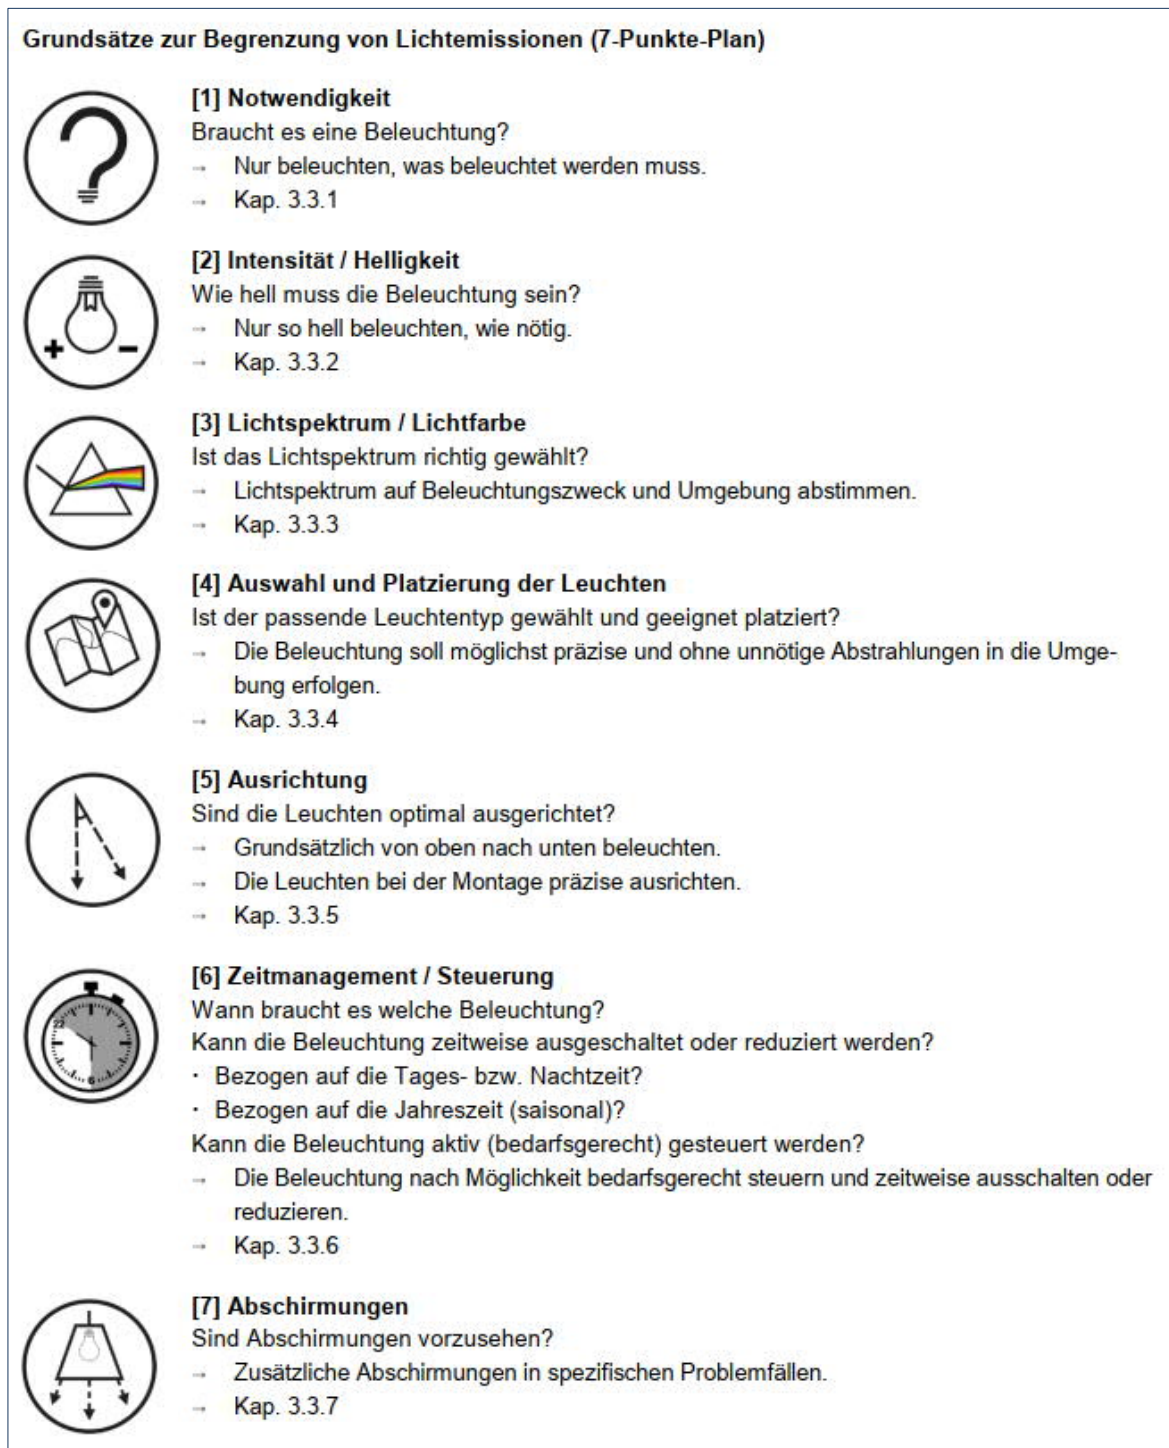 Grundsätze zur Begrenzung von Lichtemissionen (7-Punkte-Plan)
[1] Notwendigkeit
Braucht es eine Beleuchtung?
→ Nur beleuchten, was beleuchtet werden muss.
→ Kap. 3.3.1
[2] Intensität / Helligkeit
Wie hell muss die Beleuchtung sein?
→ Nur so hell beleuchten, wie nötig.
→ Kap. 3.3.2
[3] Lichtspektrum / Lichtfarbe
Ist das Lichtspektrum richtig gewählt?
→ Lichtspektrum auf Beleuchtungszweck und Umgebung abstimmen.
→ Kap. 3.3.3
[4] Auswahl und Platzierung der Leuchten
Ist der passende Leuchtentyp gewählt und geeignet platziert?
→ Die Beleuchtung soll möglichst präzise und ohne unnötige Abstrahlungen in die Umge-
bung erfolgen.
→ Kap. 3.3.4
[5] Ausrichtung
Sind die Leuchten optimal ausgerichtet?
→ Grundsätzlich von oben nach unten beleuchten.
→ Die Leuchten bei der Montage präzise ausrichten.
→ Kap. 3.3.5
[6] Zeitmanagement / Steuerung
Wann braucht es welche Beleuchtung?
Kann die Beleuchtung zeitweise ausgeschaltet oder reduziert werden?
· Bezogen auf die Tages- bzw. Nachtzeit?
· Bezogen auf die Jahreszeit (saisonal)?
Kann die Beleuchtung aktiv (bedarfsgerecht) gesteuert werden?
→ Die Beleuchtung nach Möglichkeit bedarfsgerecht steuern und zeitweise ausschalten oder
reduzieren.
→ Kap. 3.3.6
[7] Abschirmungen
Sind Abschirmungen vorzusehen?
→ Zusätzliche Abschirmungen in spezifischen Problemfällen.
→ Kap. 3.3.7